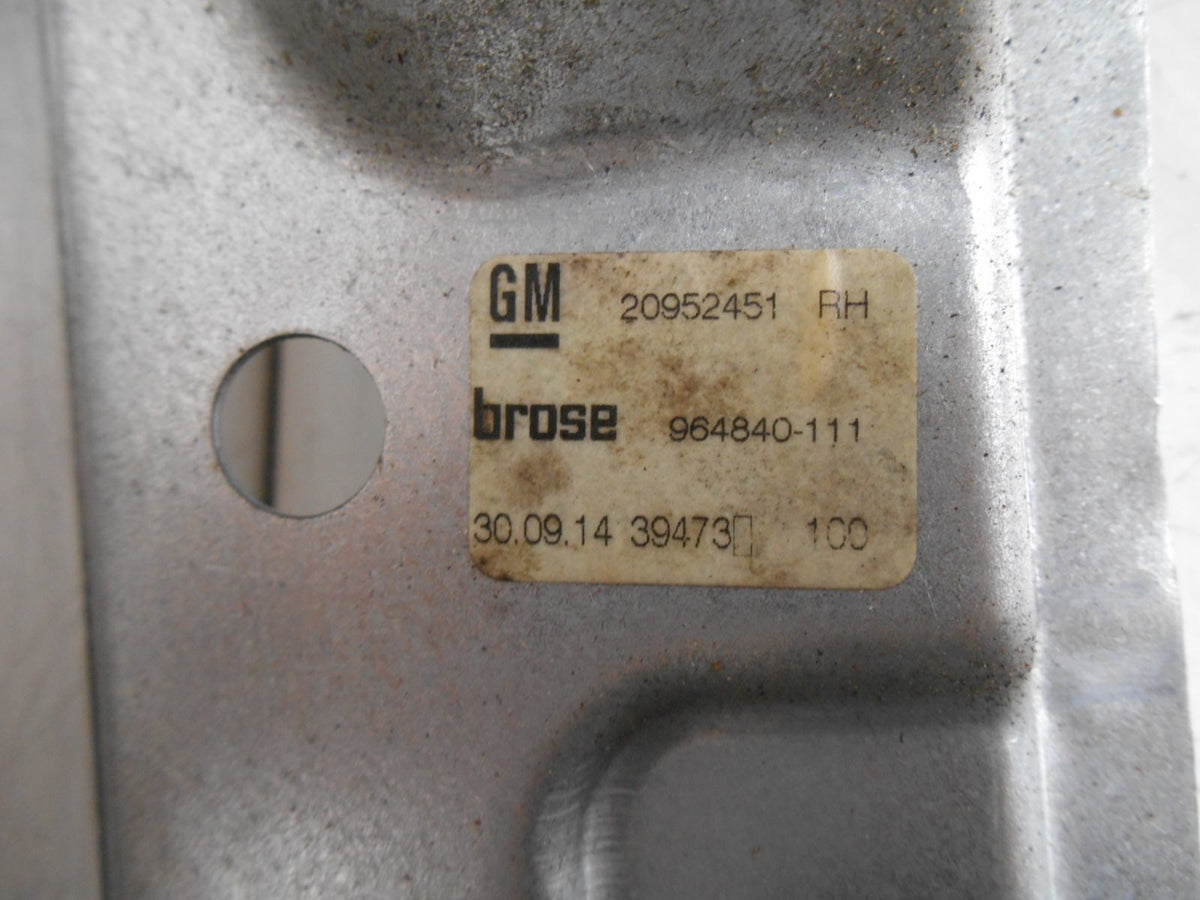 GM 20952451 RH
brose 964840-111
30.09.14 39473▯ 100